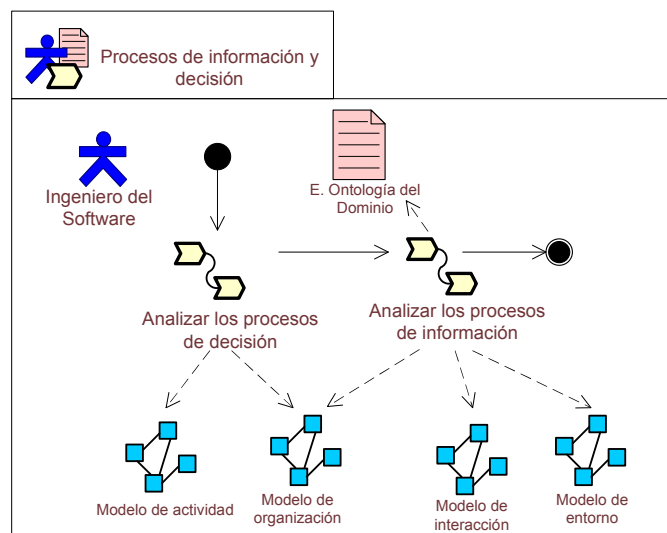 Procesos de información y
decisión
Ingeniero del
Software
E. Ontología del
Dominio
Analizar los procesos
de decisión
Analizar los procesos
de información
Modelo de actividad
Modelo de
organización
Modelo de
interacción
Modelo de
entorno